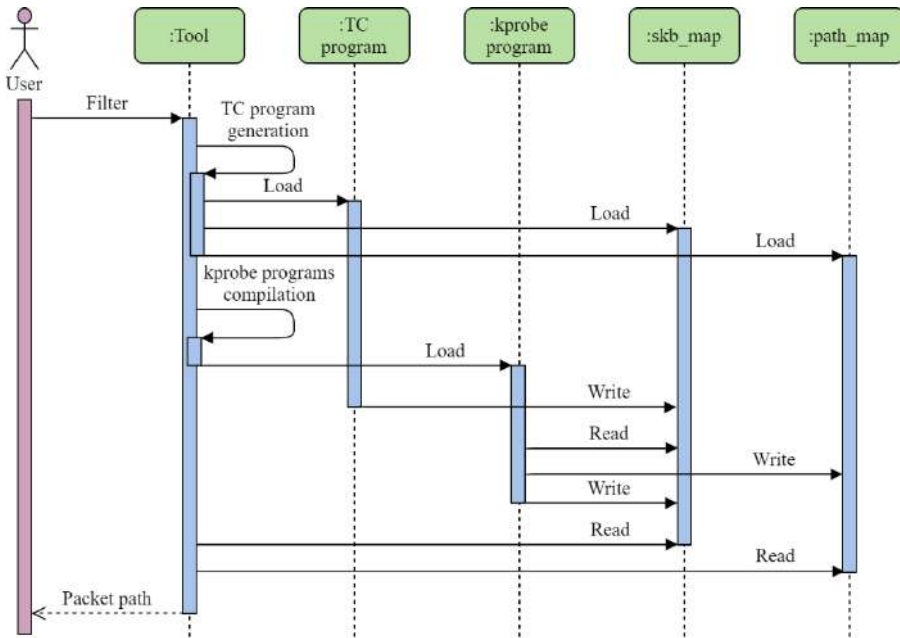 :Tool
:TC
program
:kprobe
program
:skb_map
:path_map
User
Filter
TC program
generation
Load
Load
Load
kprobe programs
compilation
Load
Write
Read
Write
Write
Read
Read
Packet path